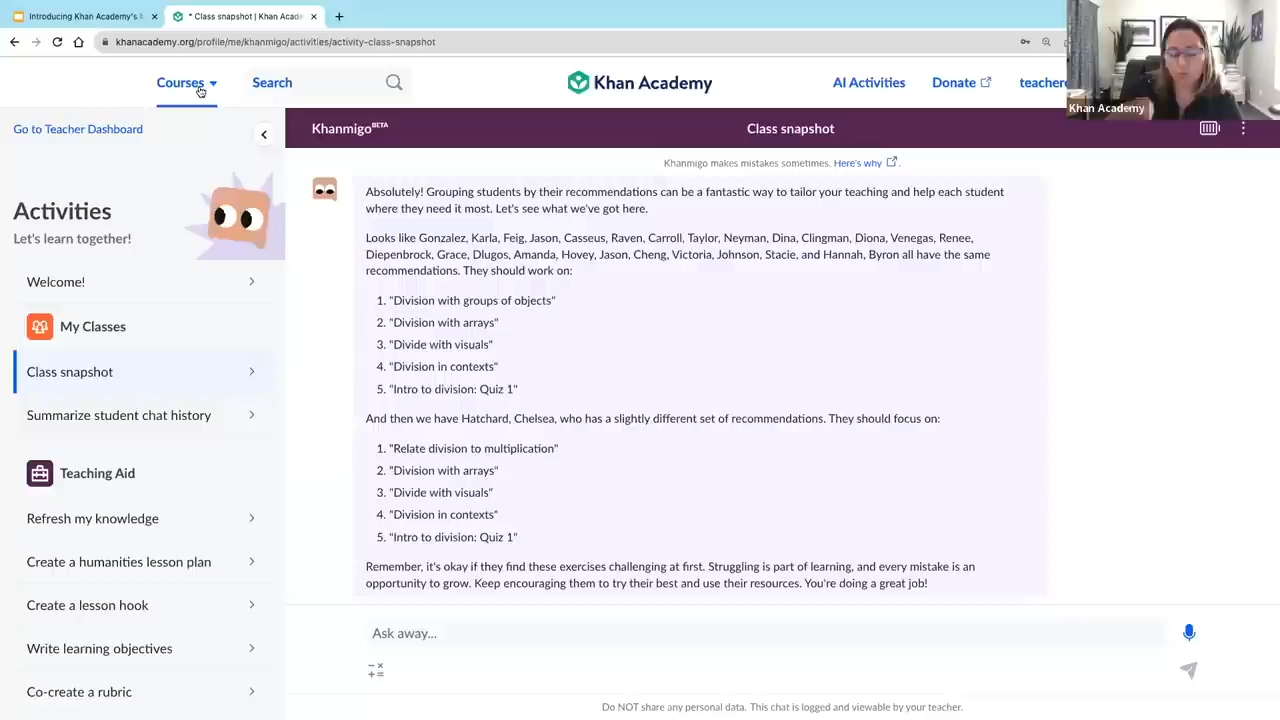 Introducing Khan Academy's
* Class snapshot | Khan Acade
khanacademy.org/profile/me/khanmigo/activities/activity-class-snapshot
Courses
Search
Khan Academy
AI Activities
Donate
teacher
Khan Academy
Go to Teacher Dashboard
Khanmigo BETA
Class snapshot
Khanmigo makes mistakes sometimes. Here's why .
Activities
Let's learn together!
Welcome!
My Classes
Class snapshot
Summarize student chat history
Teaching Aid
Refresh my knowledge
Create a humanities lesson plan
Create a lesson hook
Write learning objectives
Co-create a rubric
Absolutely! Grouping students by their recommendations can be a fantastic way to tailor your teaching and help each student
where they need it most. Let's see what we've got here.
Looks like Gonzalez, Karla, Feig, Jason, Casseus, Raven, Carroll, Taylor, Neyman, Dina, Clingman, Diona, Venegas, Renee,
Diepenbrock, Grace, Dlugos, Amanda, Hovey, Jason, Cheng, Victoria, Johnson, Stacie, and Hannah, Byron all have the same
recommendations. They should work on:
1. "Division with groups of objects"
2. "Division with arrays"
3. "Divide with visuals"
4. "Division in contexts"
5. "Intro to division: Quiz 1"
And then we have Hatchard, Chelsea, who has a slightly different set of recommendations. They should focus on:
1. "Relate division to multiplication"
2. "Division with arrays"
3. "Divide with visuals"
4. "Division in contexts"
5. "Intro to division: Quiz 1"
Remember, it's okay if they find these exercises challenging at first. Struggling is part of learning, and every mistake is an
opportunity to grow. Keep encouraging them to try their best and use their resources. You're doing a great job!
Ask away...
Do NOT share any personal data. This chat is logged and viewable by your teacher.